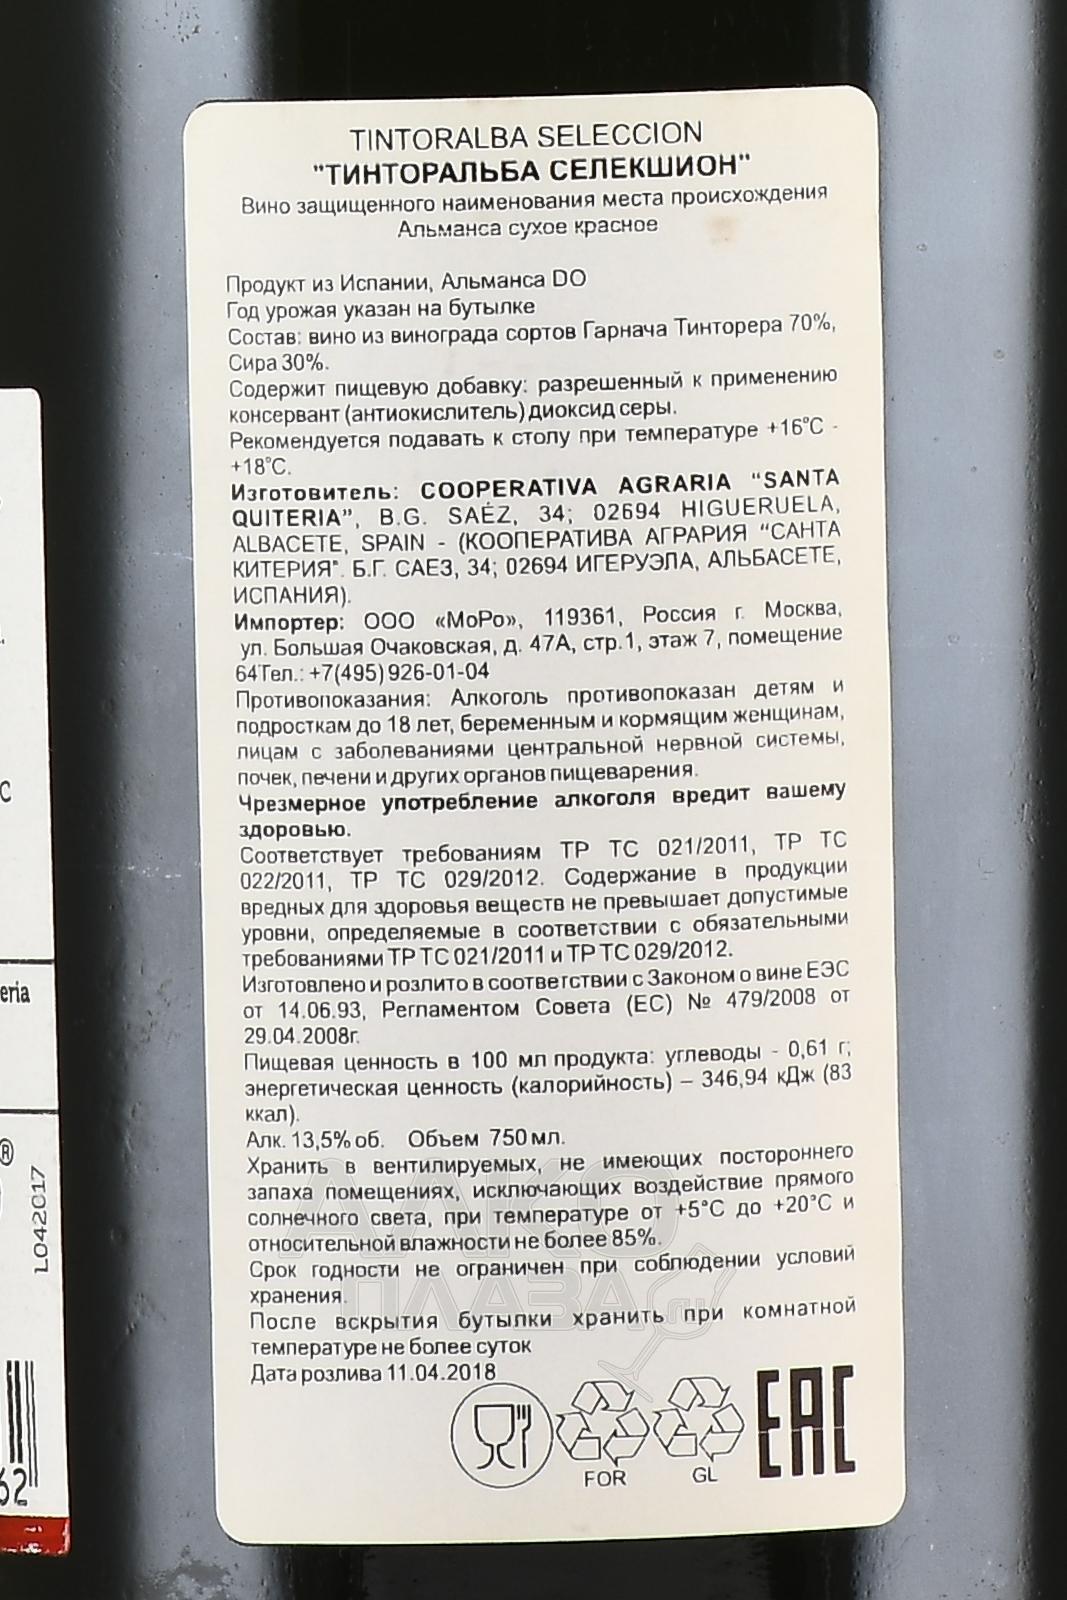 TINTORALBA SELECCION
"ТИНТОРАЛЬБА СЕЛЕКШИОН"
Вино защищенного наименования места происхождения
Альманса сухое красное
Продукт из Испании, Альманса DO
Год урожая указан на бутылке
Состав: вино из винограда сортов Гарнача Тинторера 70%,
Сира 30%.
Содержит пищевую добавку: разрешенный к применению
консервант (антиокислитель) диоксид серы.
Рекомендуется подавать к столу при температуре +16°С -
+18°С.
Изготовитель: COOPERATIVA AGRARIA “SANTA
QUITERIA”, B.G. SAÉZ, 34; 02694 HIGUERUELA,
ALBACETE, SPAIN - (КООПЕРАТИВА АГРАРИЯ “САНТА
КИТЕРИЯ”. Б.Г. САЕЗ, 34; 02694 ИГЕРУЭЛА, АЛЬБАСЕТЕ,
ИСПАНИЯ).
Импортер: ООО «МоРо», 119361, Россия г. Москва,
ул. Большая Очаковская, д. 47А, стр.1, этаж 7, помещение
64Тел.: +7(495) 926-01-04
Противопоказания: Алкоголь противопоказан детям и
подросткам до 18 лет, беременным и кормящим женщинам,
лицам с заболеваниями центральной нервной системы,
почек, печени и других органов пищеварения.
Чрезмерное употребление алкоголя вредит вашему
здоровью.
Соответствует требованиям ТР ТС 021/2011, ТР ТС
022/2011, ТР ТС 029/2012. Содержание в продукции
вредных для здоровья веществ не превышает допустимые
уровни, определяемые в соответствии с обязательными
требованиями ТР ТС 021/2011 и ТР ТС 029/2012.
Изготовлено и розлито в соответствии с Законом о вине ЕЭС
от 14.06.93, Регламентом Совета (ЕС) № 479/2008 от
29.04.2008г.
Пищевая ценность в 100 мл продукта: углеводы - 0,61 г;
энергетическая ценность (калорийность) – 346,94 кДж (83
ккал).
Алк. 13,5% об. Объем 750 мл.
Хранить в вентилируемых, не имеющих постороннего
запаха помещениях, исключающих воздействие прямого
солнечного света, при температуре от +5°С до +20°С и
относительной влажности не более 85%.
Срок годности не ограничен при соблюдении условий
хранения.
После вскрытия бутылки хранить при комнатной
температуре не более суток
Дата розлива 11.04.2018
FOR
GL
EAC
АЛКО
ПЛАЗА
.ru
C
eria
®
L042017
62